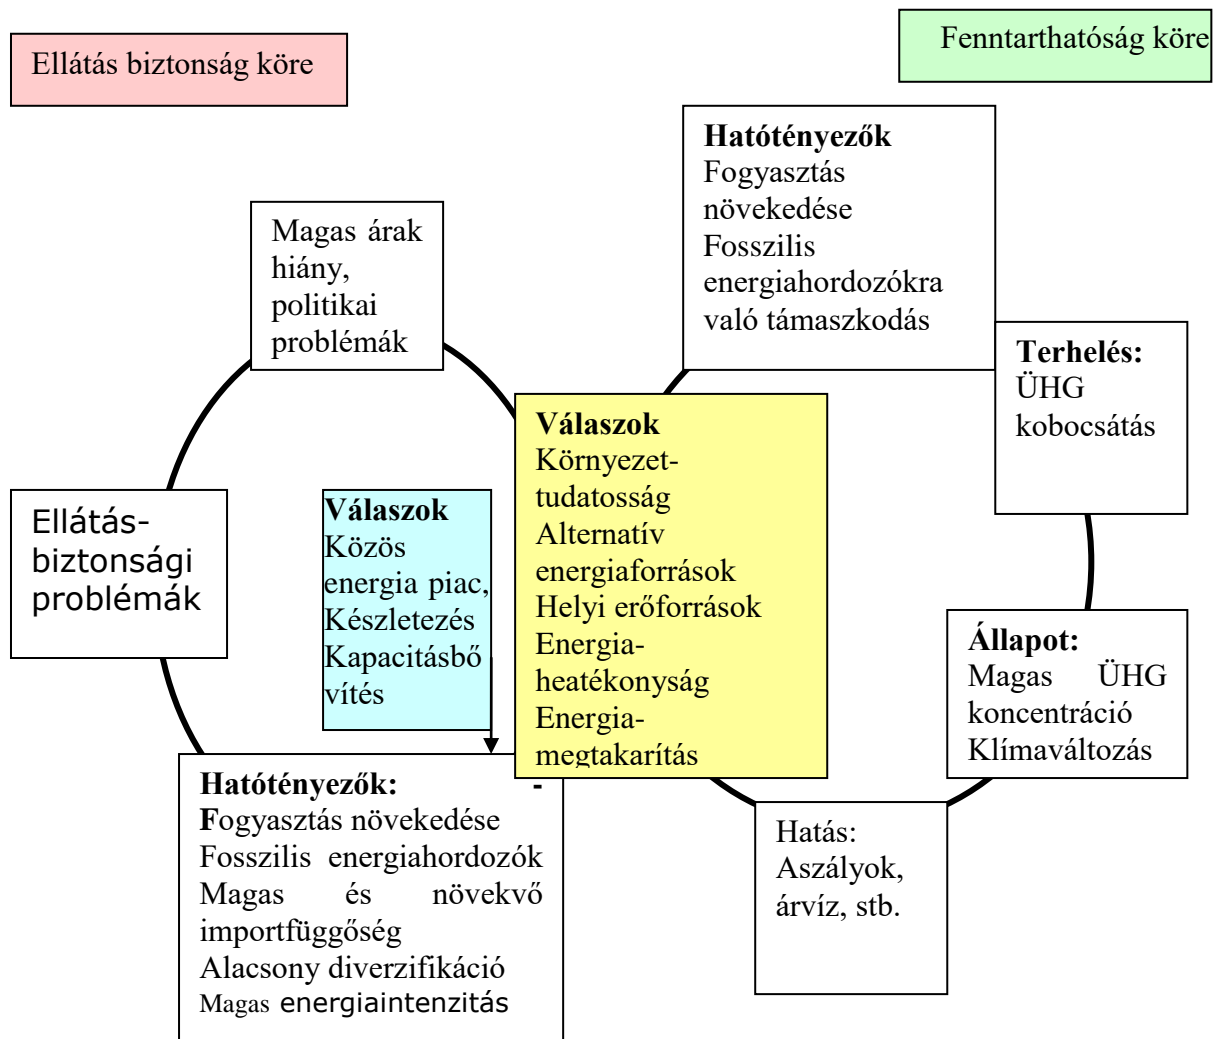 Ellátás biztonság köre
Fenntarthatóság köre
Hatótényezők
Fogyasztás
növekedése
Fosszilis
energiahordozókra
való támaszkodás
Magas árak
hiány,
politikai
problémák
Terhelés:
ÜHG
kobocsátás
Válaszok
Környezet-
tudatosság
Alternatív
energiaforrások
Helyi erőforrások
Energia-
heatékonyság
Energia-
megtakarítás
Ellátás-
biztonsági
problémák
Válaszok
Közös
energia piac,
Készletezés
Kapacitásbő
vítés
Állapot:
Magas ÜHG
koncentráció
Klímaváltozás
Hatótényezők: -
Fogyasztás növekedése
Fosszilis energiahordozók
Magas és növekvő
importfüggőség
Alacsony diverzifikáció
Magas energiaintenzitás
Hatás:
Aszályok,
árvíz, stb.